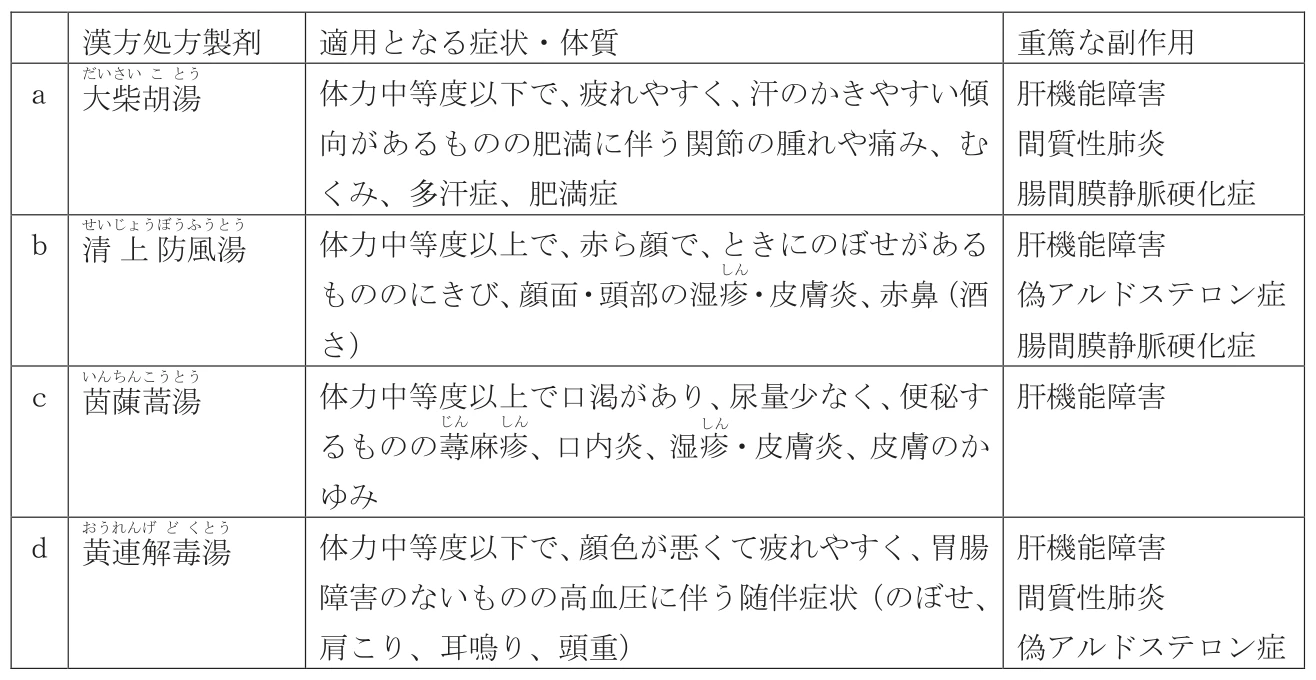 漢方処方製剤 適用となる症状・体質 重篤な副作用
a
だいさいことう
大柴胡湯
体力中等度以下で、疲れやすく、汗のかきやすい傾
向があるものの肥満に伴う関節の腫れや痛み、む
くみ、多汗症、肥満症
肝機能障害
間質性肺炎
腸間膜静脈硬化症
b
せいじょうぼうふうとう
清上防風湯
体力中等度以上で、赤ら顔で、ときにのぼせがある
しん
もののにきび、顔面・頭部の湿疹・皮膚炎、赤鼻（酒
さ）
肝機能障害
偽アルドステロン症
腸間膜静脈硬化症
c
いんちんこうとう
茵蔯蒿湯
体力中等度以上で口渇があり、尿量少なく、便秘す
じん しん しん
るものの蕁麻疹、口内炎、湿疹・皮膚炎、皮膚のか
ゆみ
肝機能障害
d
おうれんげどくとう
黄連解毒湯
体力中等度以下で、顔色が悪くて疲れやすく、胃腸
障害のないものの高血圧に伴う随伴症状（のぼせ、
肩こり、耳鳴り、頭重）
肝機能障害
間質性肺炎
偽アルドステロン症